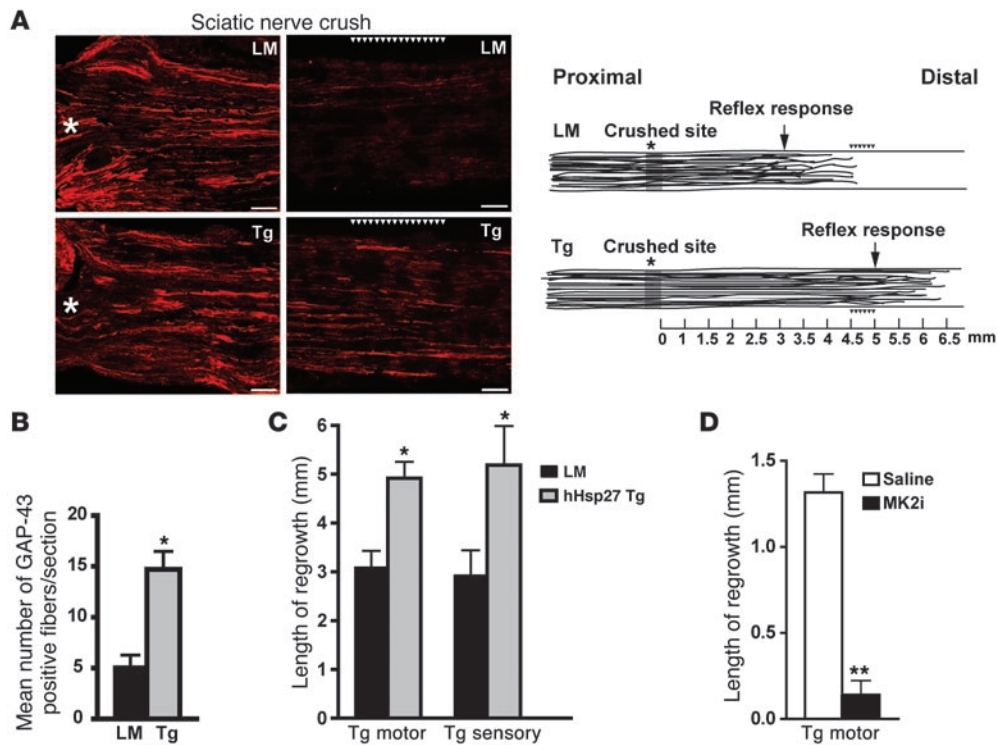 A
Sciatic nerve crush
LM
LM
*
Tg
Tg
*
Proximal Distal
Reflex response
LM Crushed site
*
Reflex response
Tg Crushed site
*
0 1 1.5 2 2.5 3 3.5 4 4.5 5 5.5 6 6.5 mm
B
Mean number of GAP-43
positive fibers/section
20
15
10
5
0
*
LM Tg
C
Length of regrowth (mm)
6
5
4
3
2
1
0
*
*
LM
hHsp27 Tg
Tg motor Tg sensory
D
Length of regrowth (mm)
1.5
1.0
0.5
0.0
Saline
MK2i
**
Tg motor